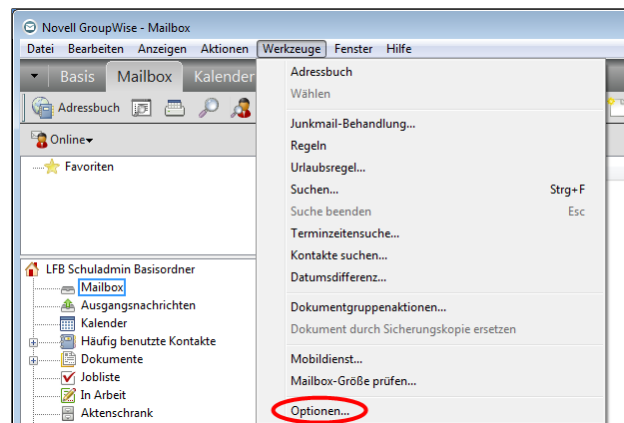 Novell GroupWise - Mailbox
Datei Bearbeiten Anzeigen Aktionen Werkzeuge Fenster Hilfe
Basis Mailbox Kalender
Adressbuch
Online
Favoriten
LFB Schuladmin Basisordner
Mailbox
Ausgangsnachrichten
Kalender
Häufig benutzte Kontakte
Dokumente
Jobliste
In Arbeit
Aktenschrank
Adressbuch
Wählen
Junkmail-Behandlung...
Regeln
Urlaubsregel...
Suchen... Strg+F
Suche beenden Esc
Terminzeitensuche...
Kontakte suchen...
Datumsdifferenz...
Dokumentgruppenaktionen...
Dokument durch Sicherungskopie ersetzen
Mobildienst...
Mailbox-Größe prüfen...
Optionen...